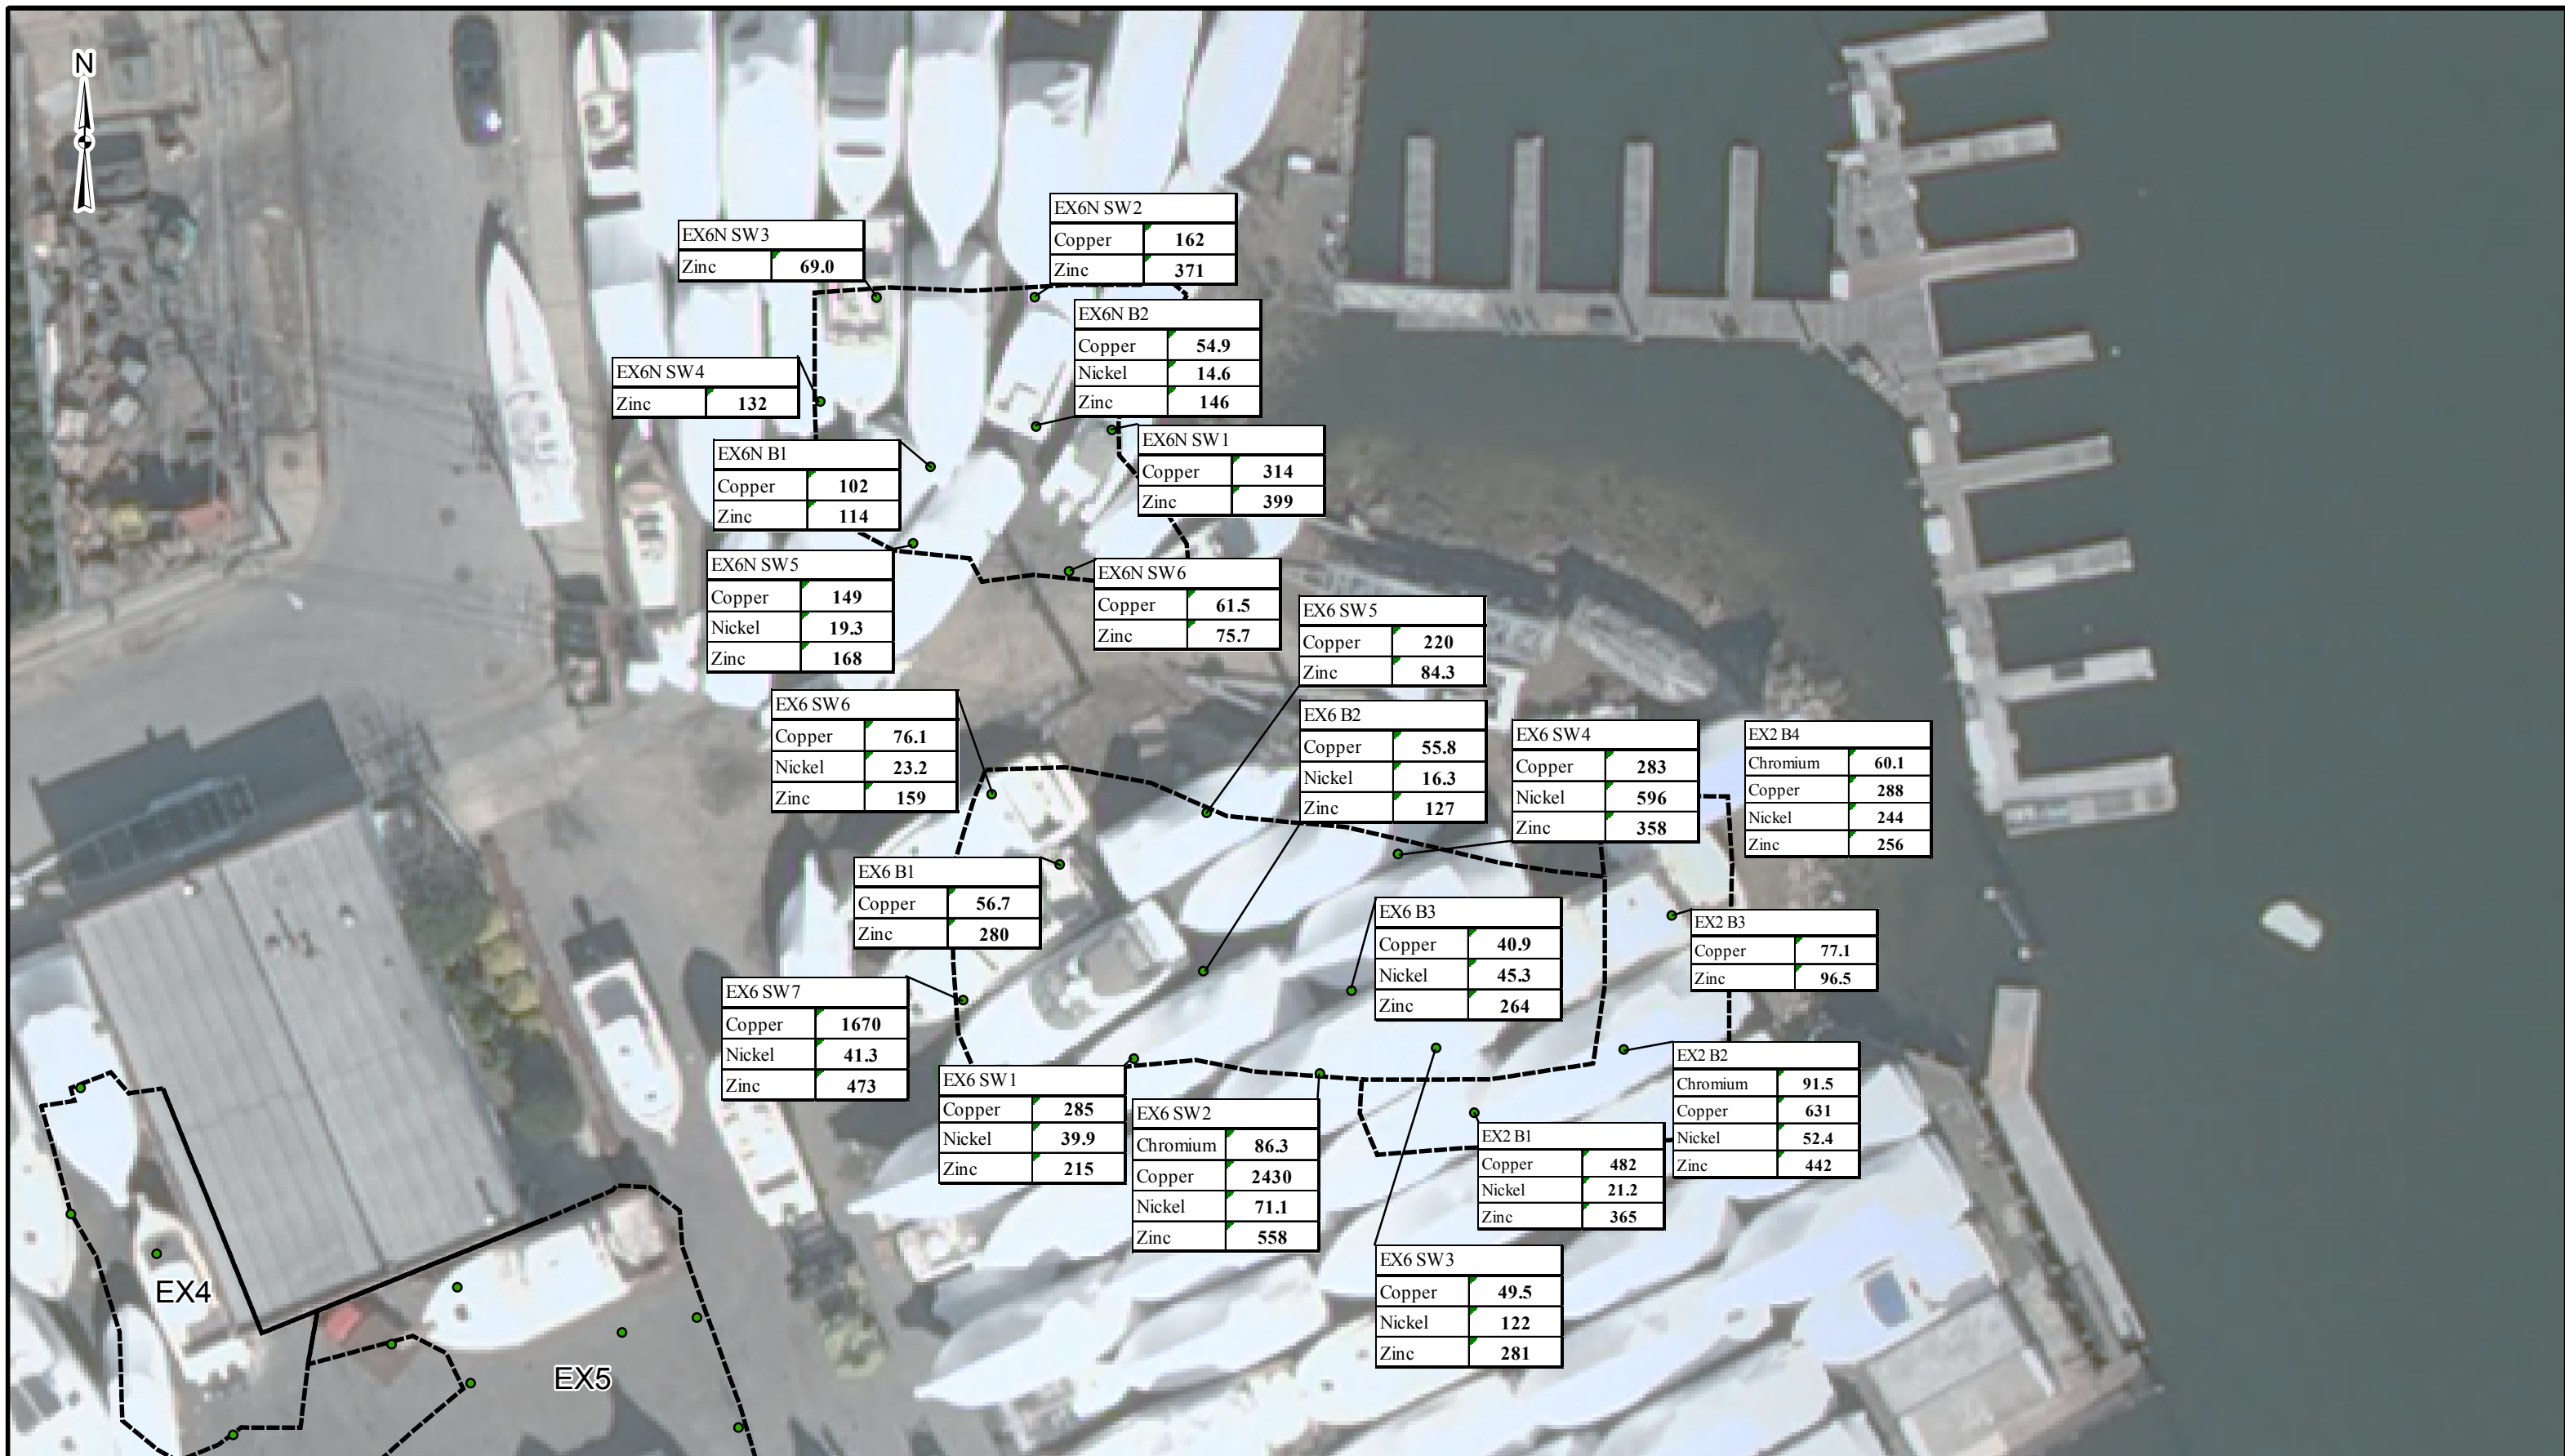 N
EX6N SW2
Copper 162
Zinc 371
EX6N SW3
Zinc 69.0
EX6N B2
Copper 54.9
Nickel 14.6
Zinc 146
EX6N SW4
Zinc 132
EX6N SW1
Copper 314
Zinc 399
EX6N B1
Copper 102
Zinc 114
EX6N SW5
Copper 149
Nickel 19.3
Zinc 168
EX6N SW6
Copper 61.5
Zinc 75.7
EX6 SW5
Copper 220
Zinc 84.3
EX6 SW6
Copper 76.1
Nickel 23.2
Zinc 159
EX6 B2
Copper 55.8
Nickel 16.3
Zinc 127
EX6 SW4
Copper 283
Nickel 596
Zinc 358
EX2 B4
Chromium 60.1
Copper 288
Nickel 244
Zinc 256
EX6 B1
Copper 56.7
Zinc 280
EX6 B3
Copper 40.9
Nickel 45.3
Zinc 264
EX2 B3
Copper 77.1
Zinc 96.5
EX6 SW7
Copper 1670
Nickel 41.3
Zinc 473
EX2 B2
Chromium 91.5
Copper 631
Nickel 52.4
Zinc 442
EX6 SW1
Copper 285
Nickel 39.9
Zinc 215
EX6 SW2
Chromium 86.3
Copper 2430
Nickel 71.1
Zinc 558
EX2 B1
Copper 482
Nickel 21.2
Zinc 365
EX6 SW3
Copper 49.5
Nickel 122
Zinc 281
EX4
EX5